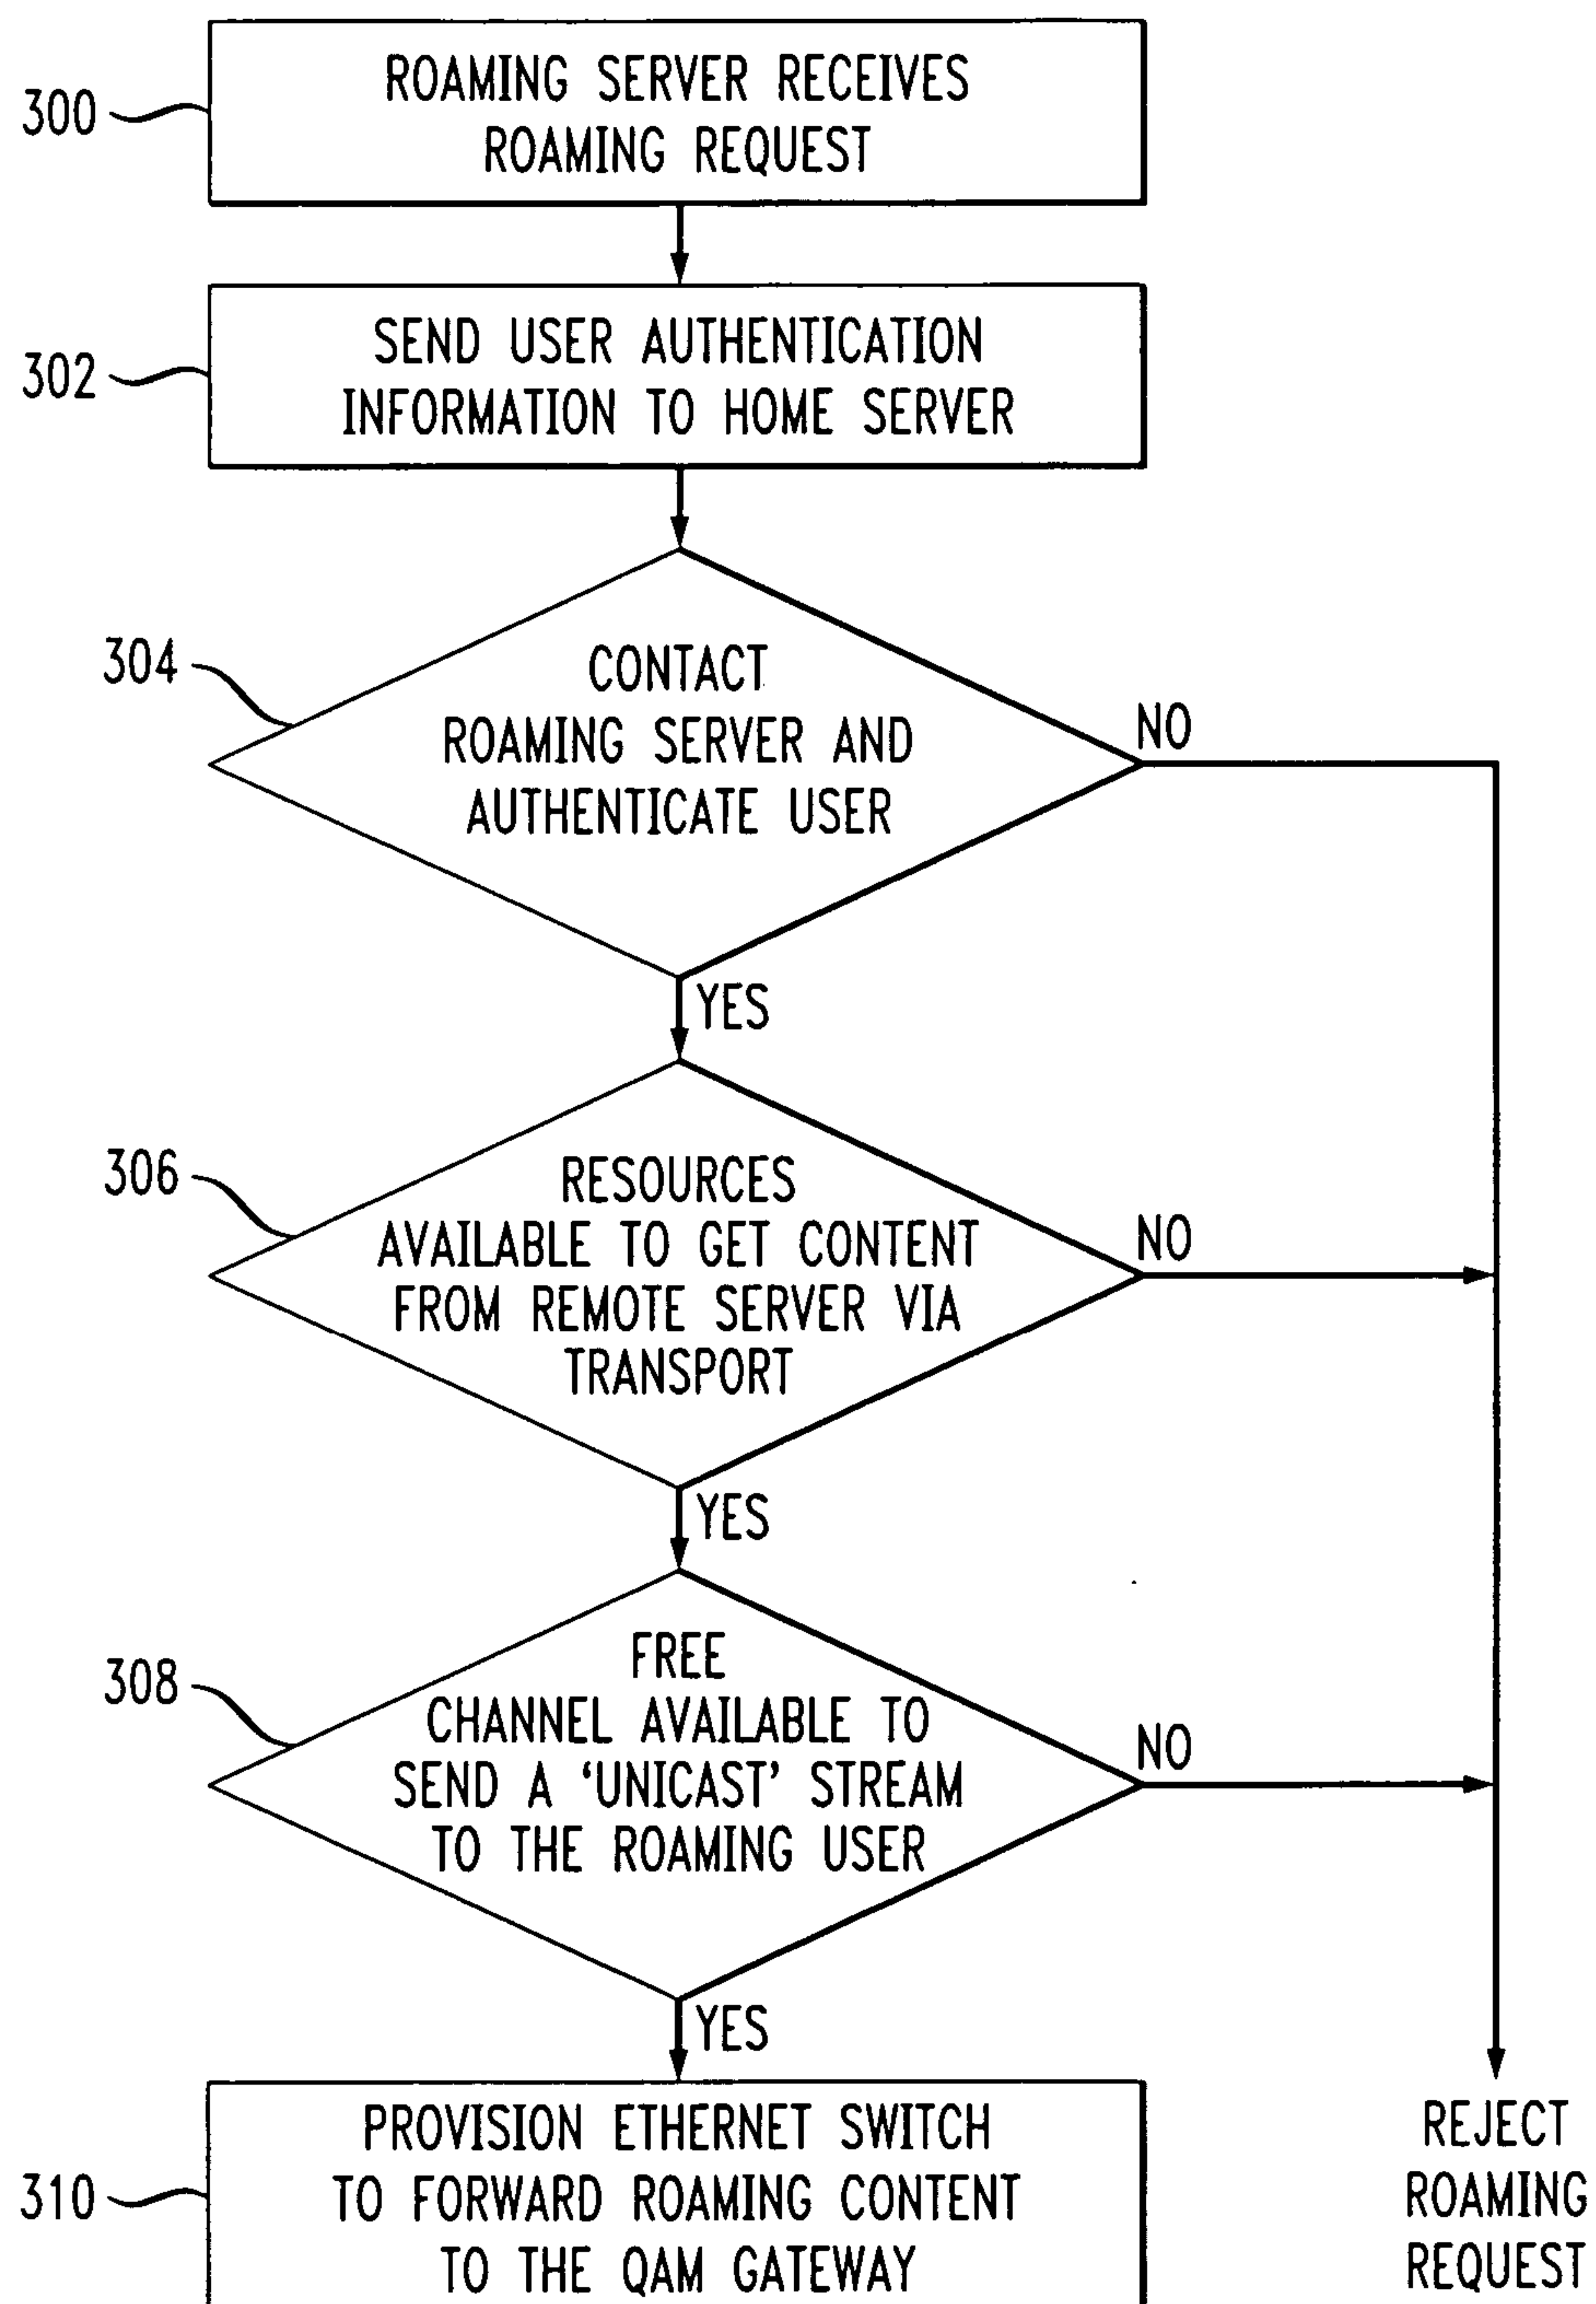 300
ROAMING SERVER RECEIVES
ROAMING REQUEST
302
SEND USER AUTHENTICATION
INFORMATION TO HOME SERVER
304
CONTACT
ROAMING SERVER AND
AUTHENTICATE USER
NO
YES
306
RESOURCES
AVAILABLE TO GET CONTENT
FROM REMOTE SERVER VIA
TRANSPORT
NO
YES
308
FREE
CHANNEL AVAILABLE TO
SEND A ‘UNICAST’ STREAM
TO THE ROAMING USER
NO
YES
310
PROVISION ETHERNET SWITCH
TO FORWARD ROAMING CONTENT
TO THE QAM GATEWAY
REJECT
ROAMING
REQUEST